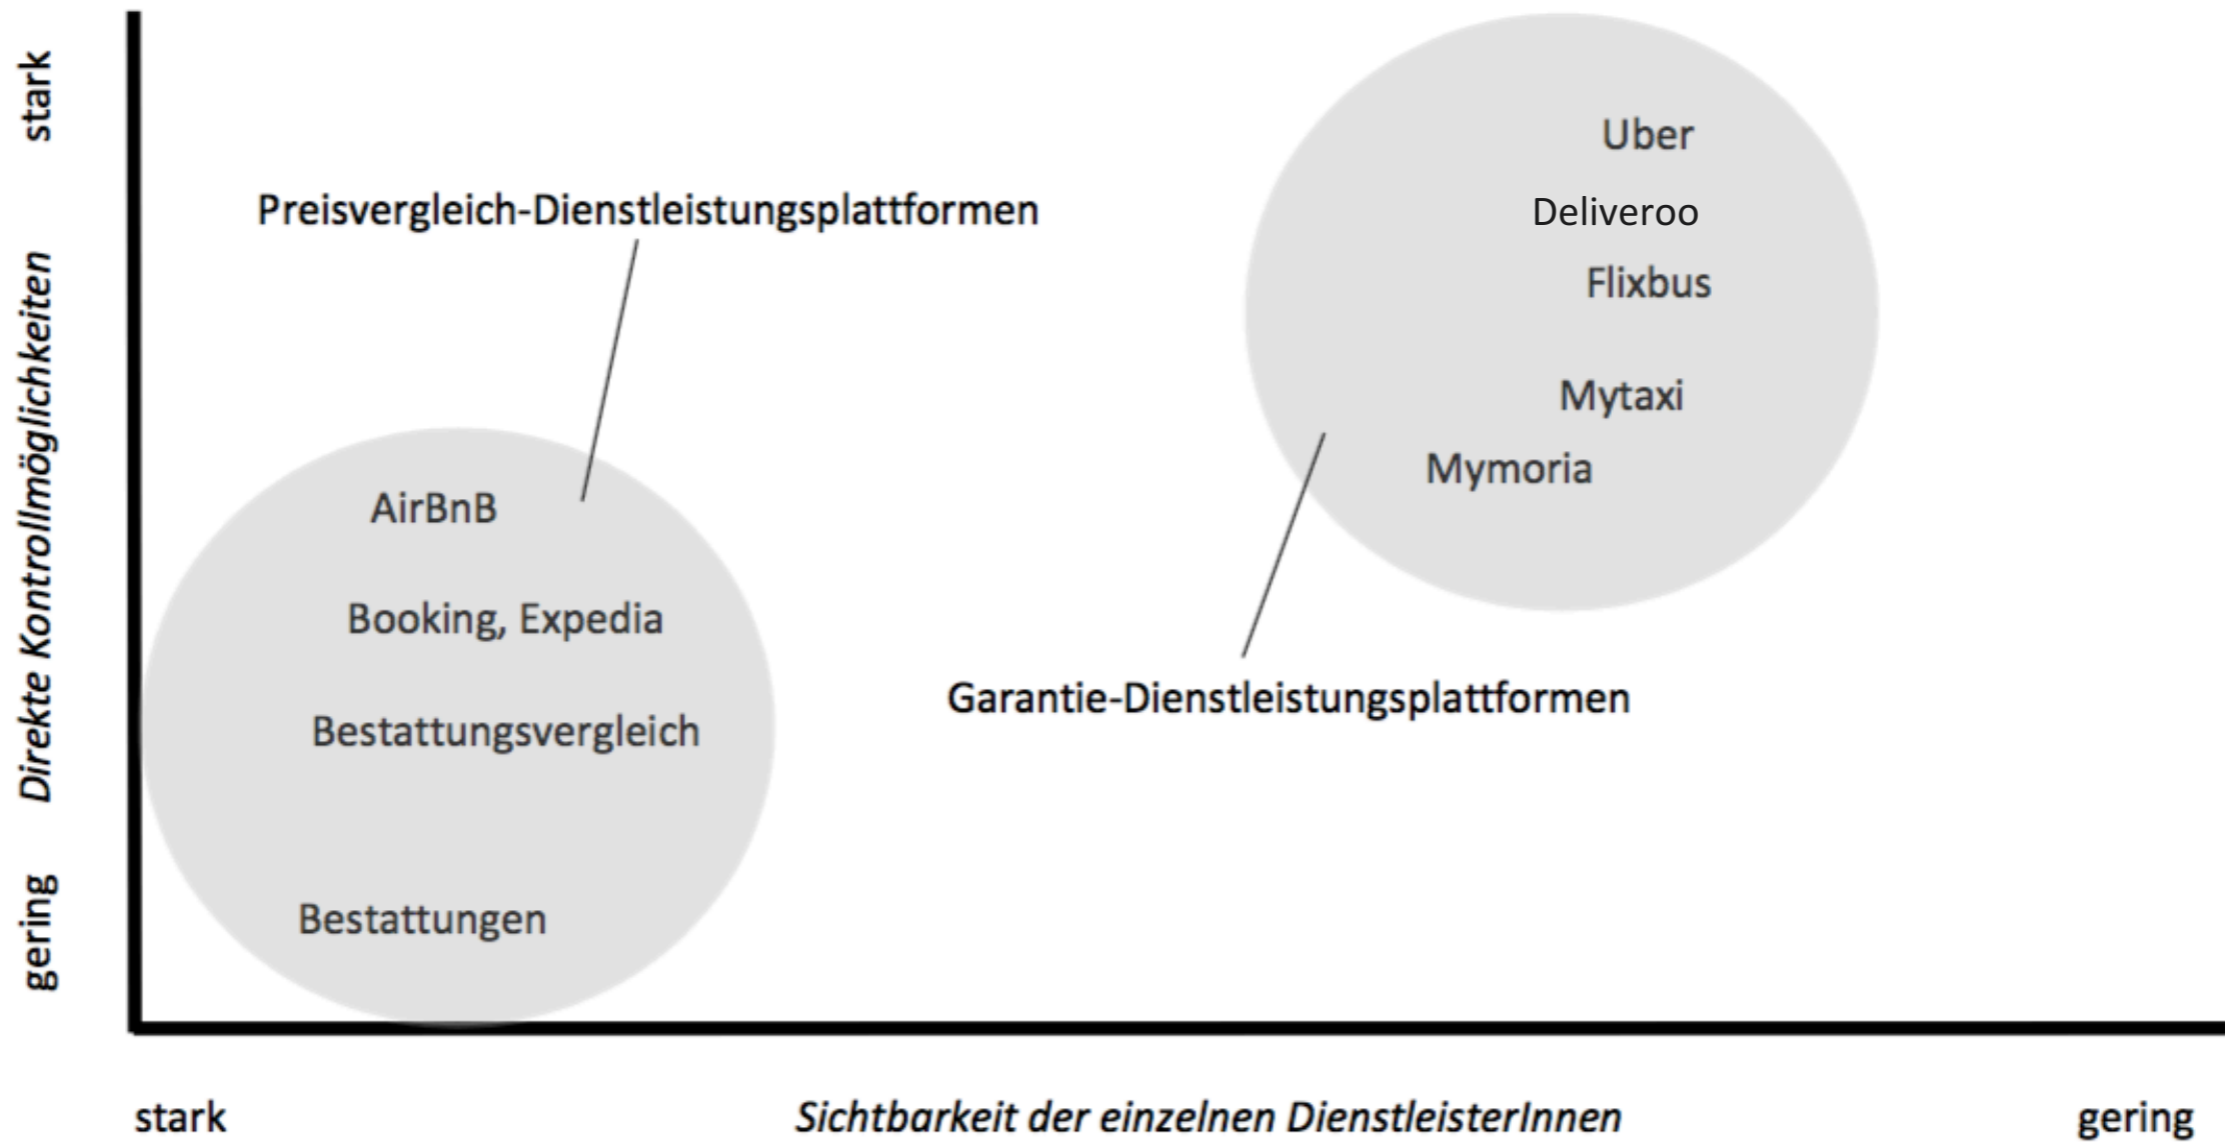 stark
Direkte Kontrollmöglichkeiten
gering
Preisvergleich-Dienstleistungsplattformen
AirBnB
Booking, Expedia
Bestattungsvergleich
Bestattungen
Uber
Deliveroo
Flixbus
Mytaxi
Mymoria
Garantie-Dienstleistungsplattformen
stark
Sichtbarkeit der einzelnen DienstleisterInnen
gering